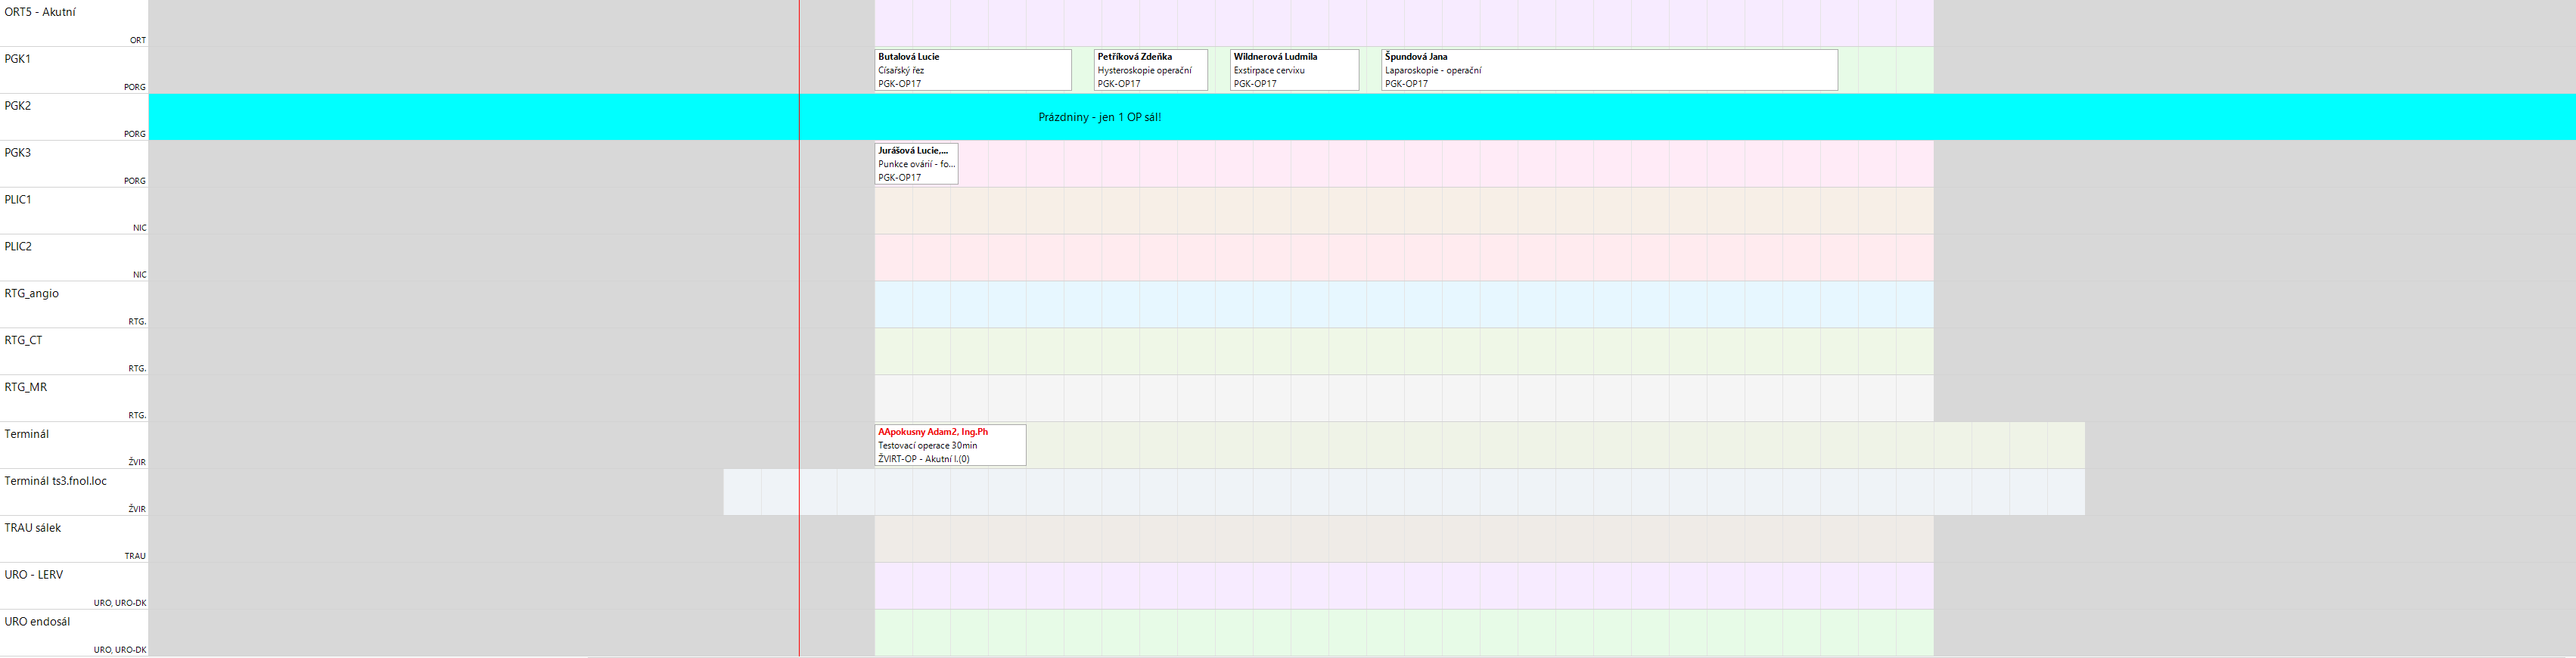 ORT5 - Akutní
ORT
PGK1
PORG
Butalová Lucie
Císařský řez
PGK-OP17
Petříková Zdeňka
Hysteroskopie operační
PGK-OP17
Wildnerová Ludmila
Exstirpace cervixu
PGK-OP17
Špundová Jana
Laparoskopie - operační
PGK-OP17
PGK2
PORG
Prázdniny - jen 1 OP sál!
PGK3
PORG
Jurášová Lucie,...
Punkce ovárií - fo...
PGK-OP17
PLIC1
NIC
PLIC2
NIC
RTG_angio
RTG.
RTG_CT
RTG.
RTG_MR
RTG.
Terminál
ŽVIR
AApokusny Adam2, Ing.Ph
Testovací operace 30min
ŽVIRT-OP - Akutní I.(0)
Terminál ts3.fnol.loc
ŽVIR
TRAU sálek
TRAU
URO - LERV
URO, URO-DK
URO endosál
URO, URO-DK